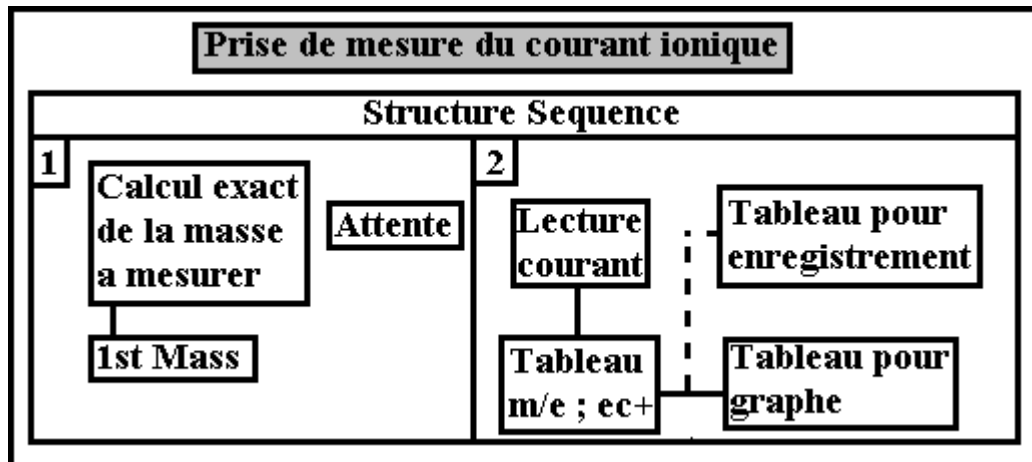 Prise de mesure du courant ionique
Structure Sequence
1
Calcul exact
de la masse
a mesurer
Attente
1st Mass
2
Lecture
courant
Tableau pour
enregistrement
Tableau
m/e ; ec+
Tableau pour
graphe